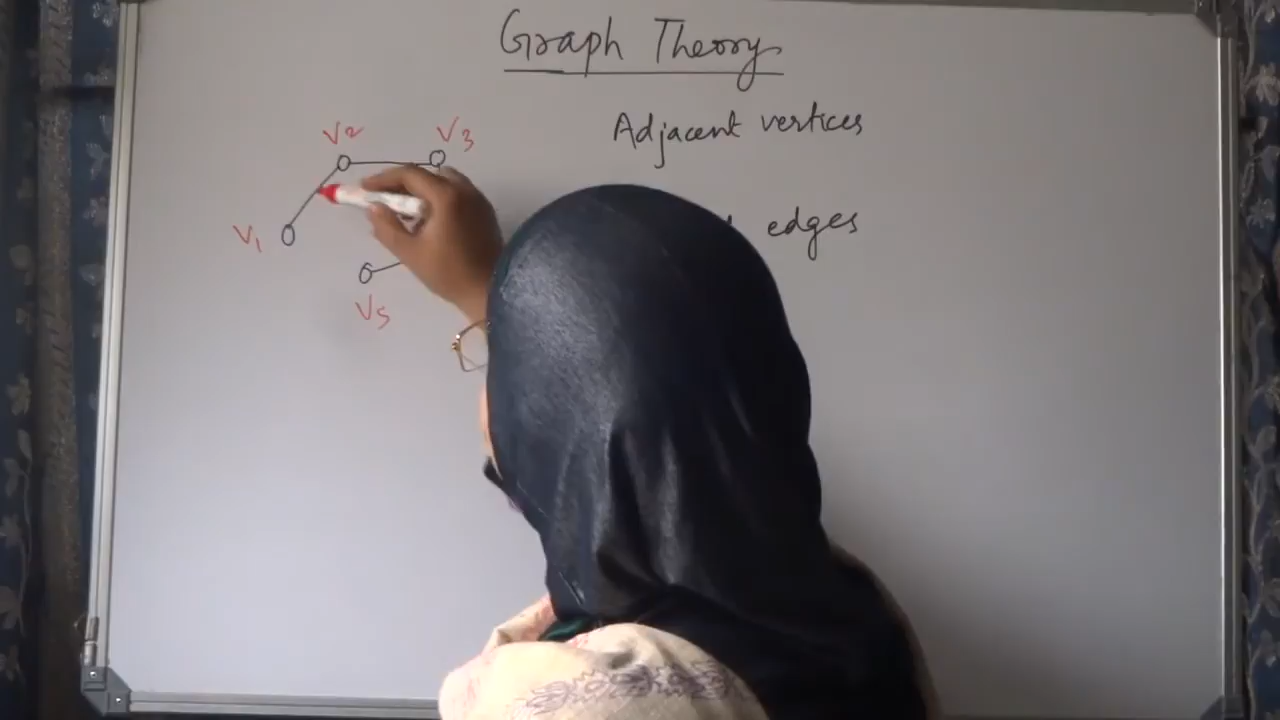 Graph Theory
Adjacent vertices
edges
V2 V3
V1
V5